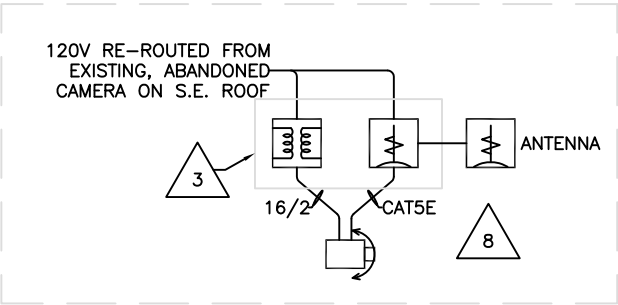 120V RE-ROUTED FROM
EXISTING, ABANDONED
CAMERA ON S.E. ROOF
ANTENNA
3
16/2
CAT5E
8